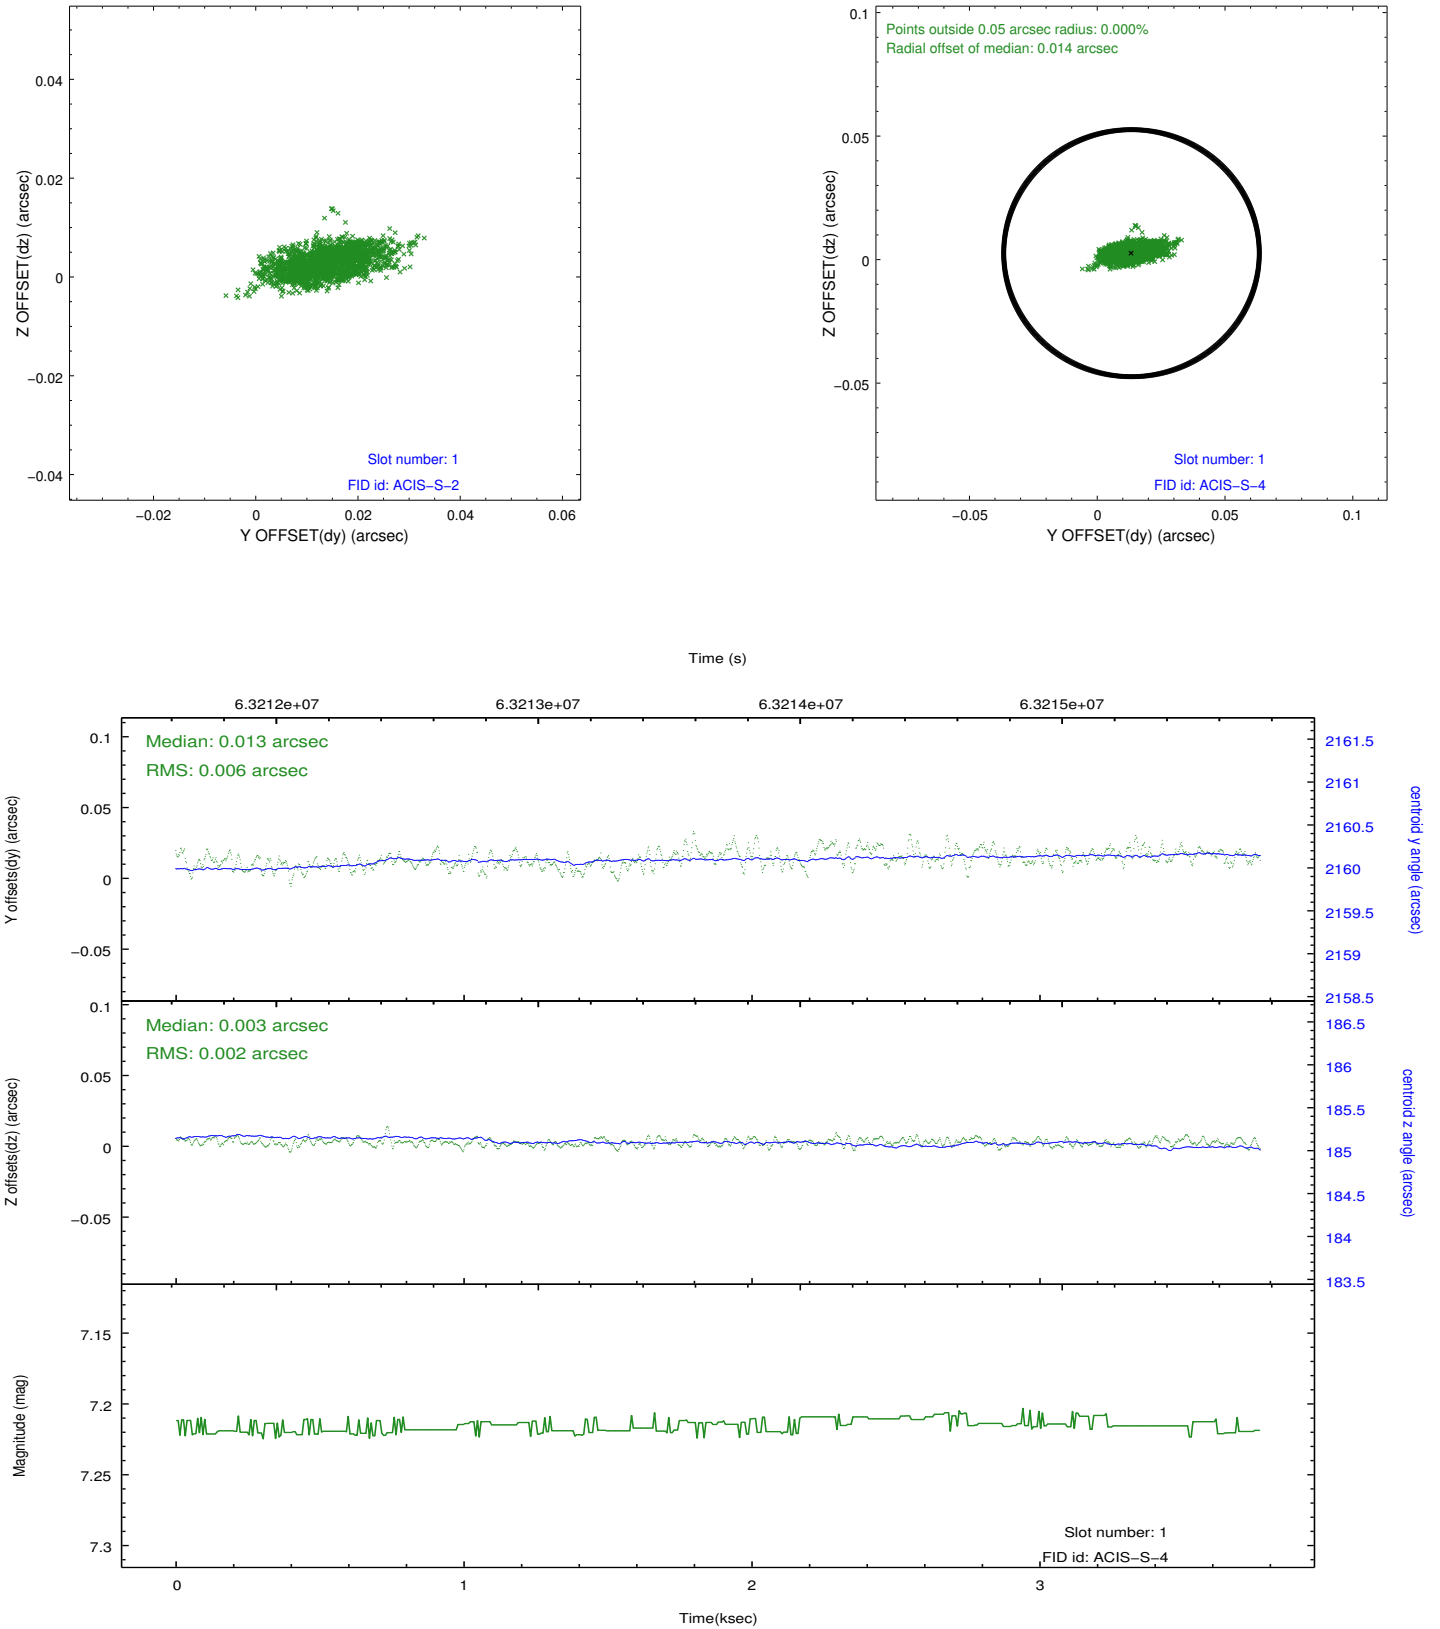 0.04
0.02
0
−0.02
−0.04
Z OFFSET(dz) (arcsec)
Slot number: 1
FID id: ACIS−S−2
−0.02 0 0.02 0.04 0.06
Y OFFSET(dy) (arcsec)
Points outside 0.05 arcsec radius: 0.000%
Radial offset of median: 0.014 arcsec
0.1
0.05
0
−0.05
Z OFFSET(dz) (arcsec)
Slot number: 1
FID id: ACIS−S−4
−0.05 0 0.05 0.1
Y OFFSET(dy) (arcsec)
Time (s)
6.3212e+07 6.3213e+07 6.3214e+07 6.3215e+07
Median: 0.013 arcsec
RMS: 0.006 arcsec
0.1
0.05
0
−0.05
Y offsets(dy) (arcsec)
2161.5
2161
2160.5
2160
2159.5
2159
2158.5
centroid y angle (arcsec)
Median: 0.003 arcsec
RMS: 0.002 arcsec
0.1
0.05
0
−0.05
Z offsets(dz) (arcsec)
186.5
186
185.5
185
184.5
184
183.5
centroid z angle (arcsec)
7.15
7.2
7.25
7.3
Magnitude (mag)
Slot number: 1
FID id: ACIS−S−4
0 1 2 3
Time(ksec)